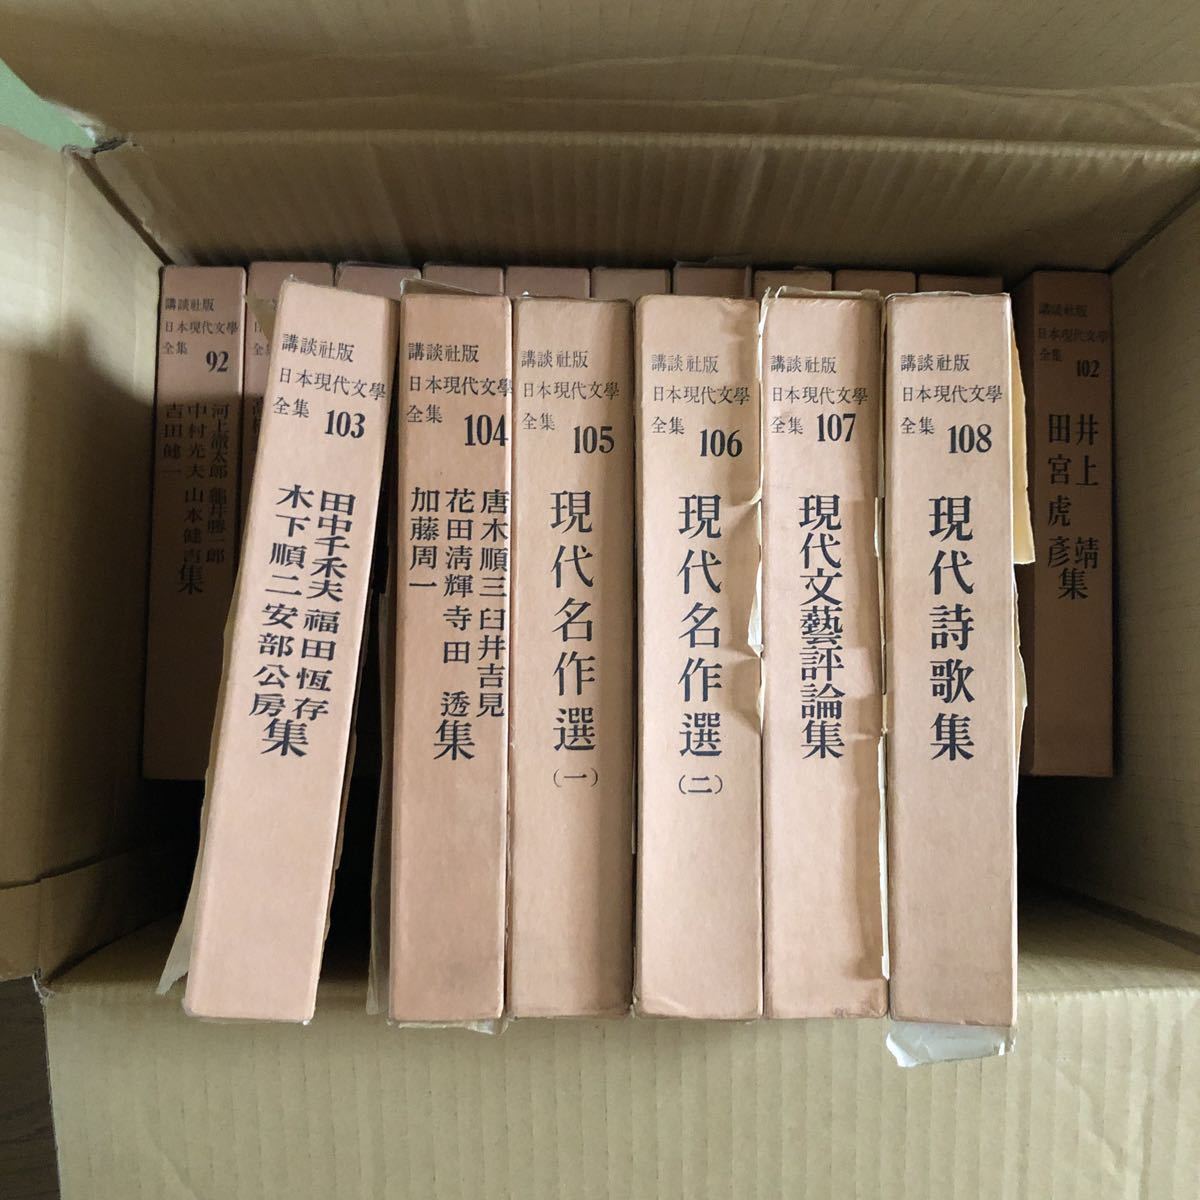 講談社版
日本現代文學
全集 92
河上徹太郎 龜井勝一郎
中村光夫 山本健吉集
吉田健一
全集
講談社版
日本現代文學
全集 103
田中千禾夫 福田恆存
木下順二 安部公房集
講談社版
日本現代文學
全集 104
唐木順三 臼井吉見
花田淸輝 寺田 透集
加藤周一
講談社版
日本現代文學
全集 105
現代名作選
(一)
講談社版
日本現代文學
全集 106
現代名作選
(二)
講談社版
日本現代文學
全集 107
現代文藝評論集
講談社版
日本現代文學
全集 108
現代詩歌集
講談社版
日本現代文學
全集 102
井上 靖
田宮虎彥集